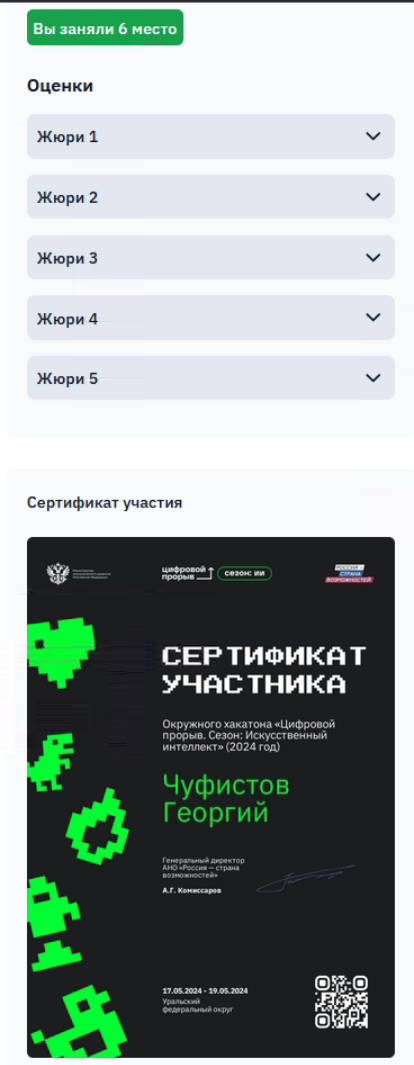 Вы заняли 6 место
Оценки
Жюри 1
Жюри 2
Жюри 3
Жюри 4
Жюри 5
Сертификат участия
цифровой
прорыв
сезон: ии
РОССИЯ –
СТРАНА
ВОЗМОЖНОСТЕЙ
СЕРТИФИКАТ
УЧАСТНИКА
Окружного хакатона «Цифровой
прорыв. Сезон: Искусственный
интеллект» (2024 год)
Чуфистов
Георгий
Генеральный директор
АНО «Россия — страна
возможностей»
А.Г. Комиссаров
17.05.2024 - 19.05.2024
Уральский
федеральный округ